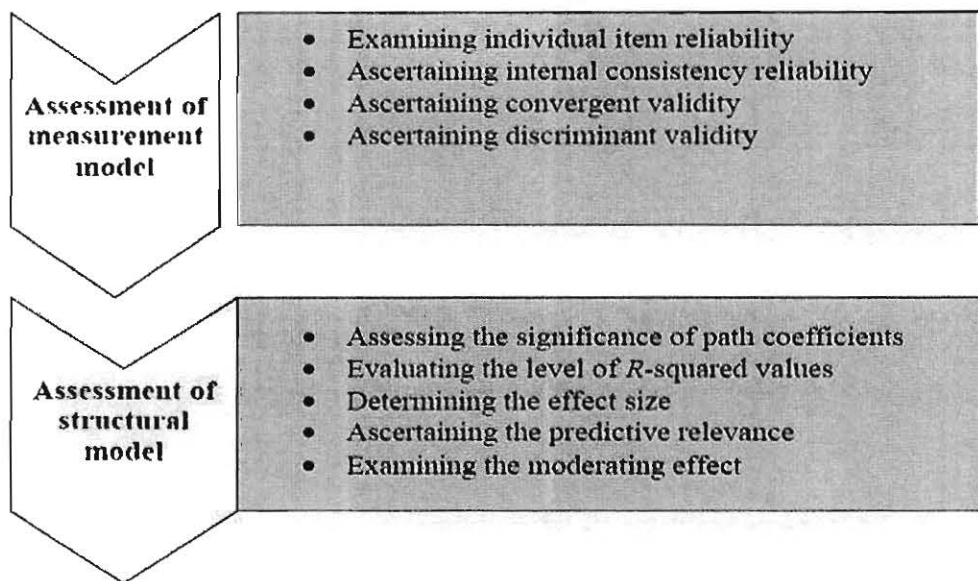 Assessment of
measurement
model
• Examining individual item reliability
• Ascertaining internal consistency reliability
• Ascertaining convergent validity
• Ascertaining discriminant validity
Assessment of
structural
model
• Assessing the significance of path coefficients
• Evaluating the level of R-squared values
• Determining the effect size
• Ascertaining the predictive relevance
• Examining the moderating effect